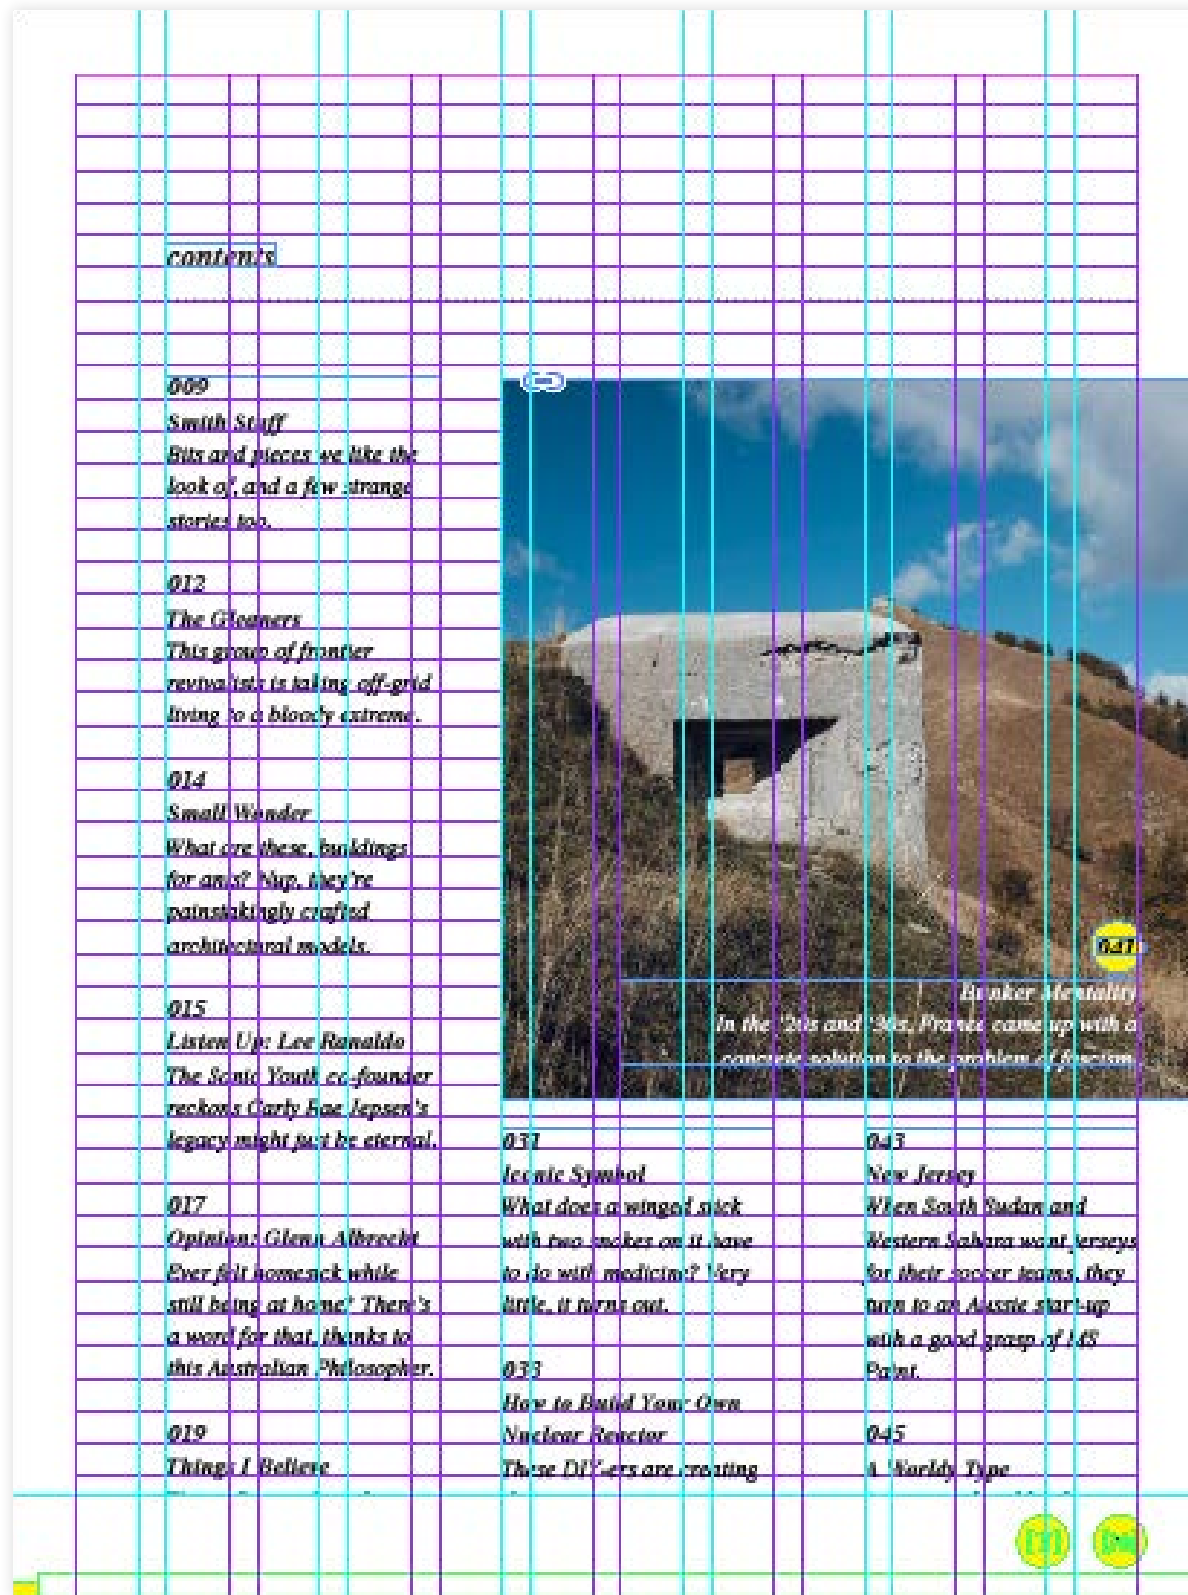 contents
009
Smith Stuff
Bits and pieces we like the
look of, and a few strange
stories too.
012
The Gleaners
This group of frontier
revivalists is taking off-grid
living to a bloody extreme.
014
Small Wonder
What are these, buildings
for ants? Nup, they're
painstakingly crafted
architectural models.
015
Listen Up: Lee Ranaldo
The Sonic Youth co-founder
reckons Carly Rae Jepsen's
legacy might just be eternal.
017
Opinion: Glenn Albrecht
Ever felt homesick while
still being at home? There's
a word for that, thanks to
this Australian Philosopher.
019
Things I Believe
047
Bunker Mentality
In the '20s and '30s, France came up with a
concrete solution to the problem of fascism.
031
Iconic Symbol
What does a winged stick
with two snakes on it have
to do with medicine? Very
little, it turns out.
033
How to Build Your Own
Nuclear Reactor
These DIY-ers are creating
043
New Jersey
When South Sudan and
Western Sahara want jerseys
for their soccer teams, they
turn to an Aussie start-up
with a good grasp of MS
Paint.
045
A Worldy Type